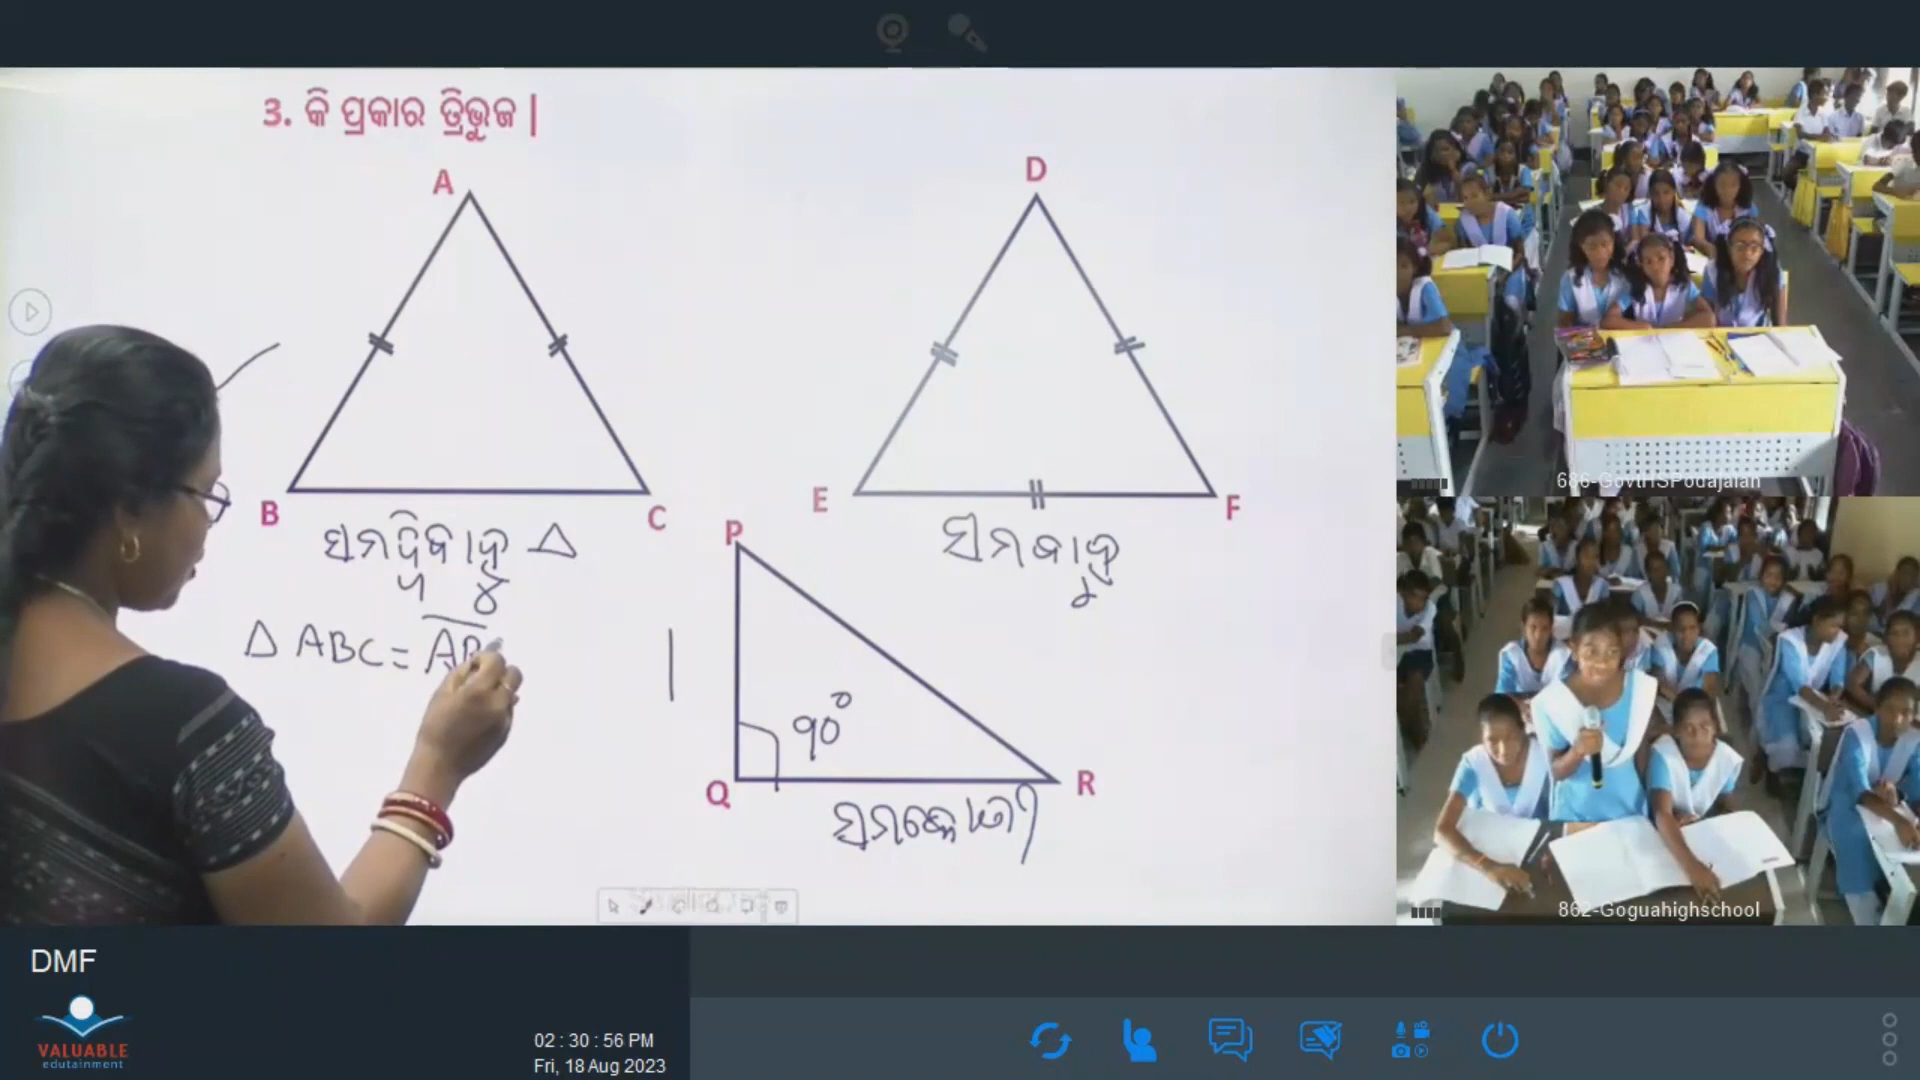 3. କି ପ୍ରକାର ତ୍ରିଭୁଜ |
A
B
C
D
E
F
ସମଦ୍ବିବାହୁ △
ସମବାହୁ
△ ABC = AB
P
Q
R
90°
ସମକୋଣୀ
686-GovtHSPodajalan
862-Goguahighschool
DMF
VALUABLE
edutainment
02 : 30 : 56 PM
Fri, 18 Aug 2023